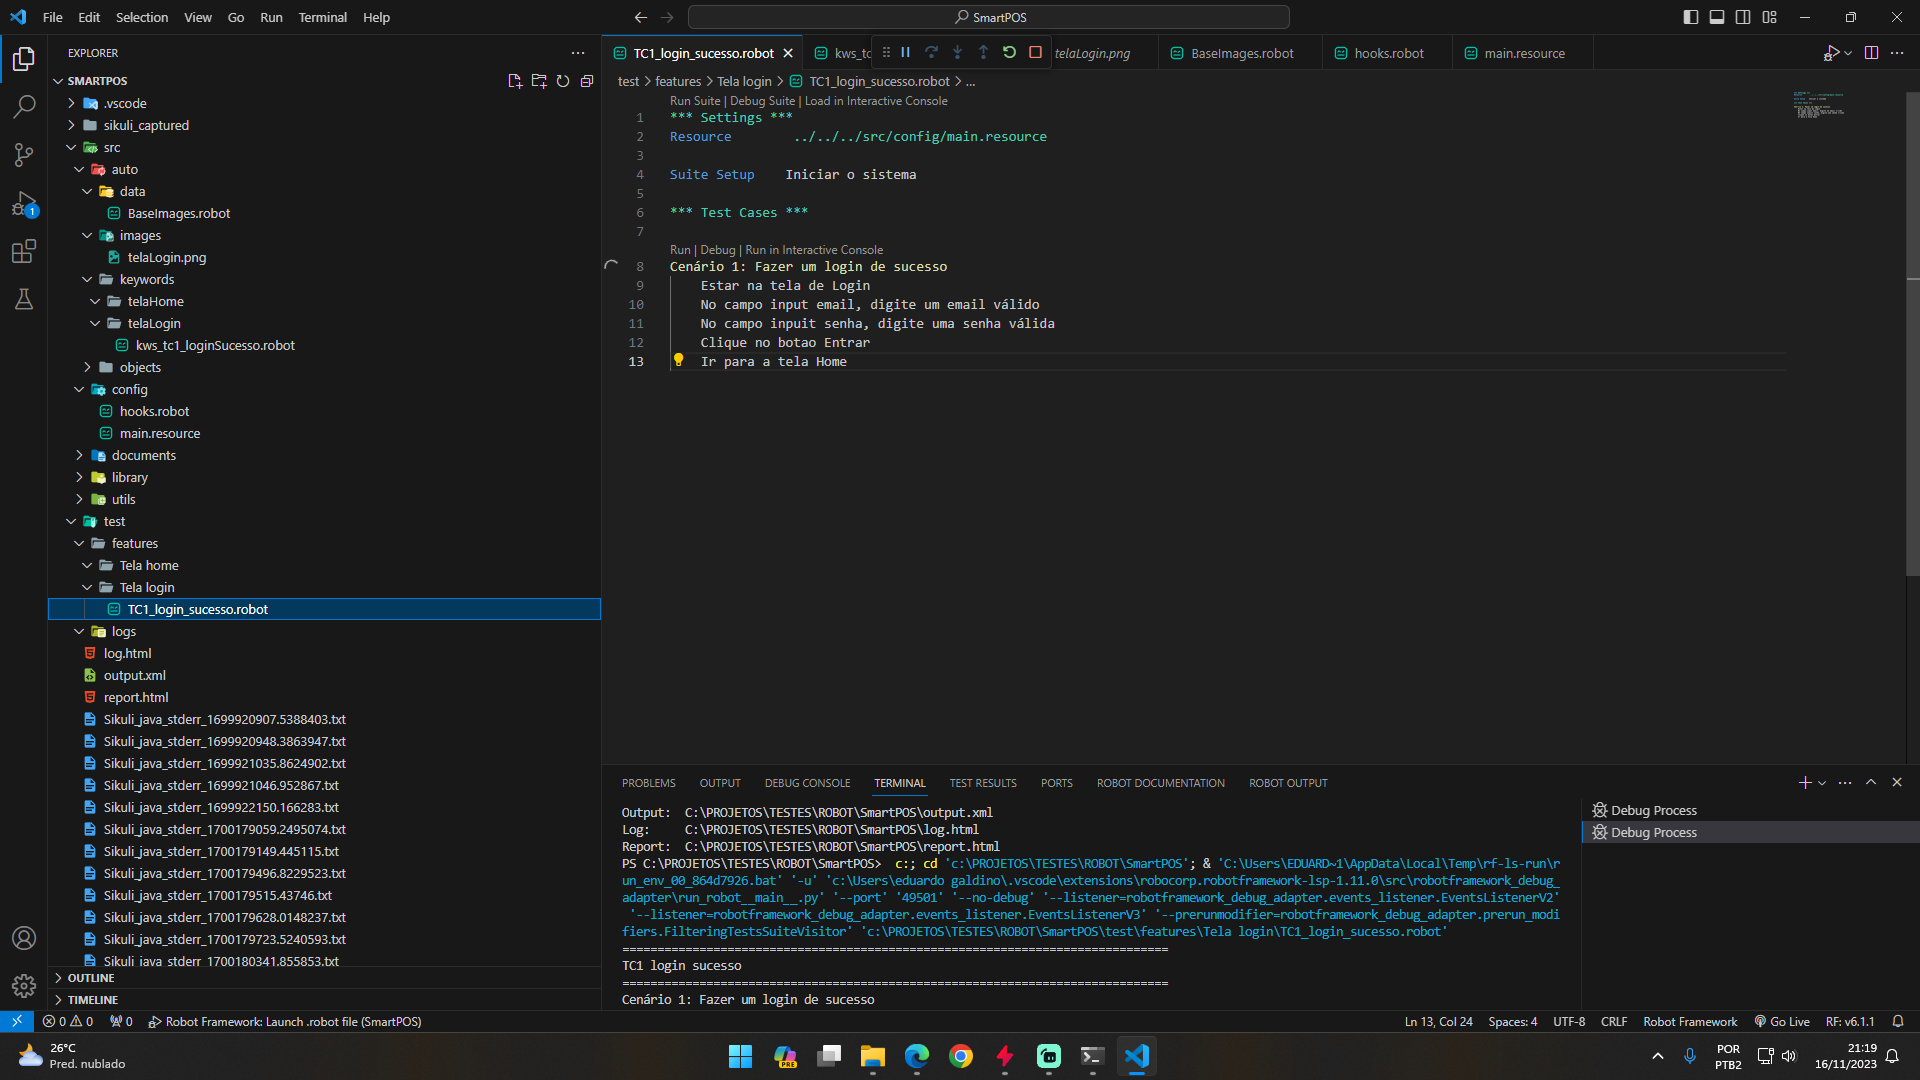 File Edit Selection View Go Run Terminal Help
SmartPOS
EXPLORER
SMARTPOS
.vscode
sikuli_captured
src
auto
data
BaseImages.robot
images
telaLogin.png
keywords
telaHome
telaLogin
kws_tc1_loginSucesso.robot
objects
config
hooks.robot
main.resource
documents
library
utils
test
features
Tela home
Tela login
TC1_login_sucesso.robot
logs
log.html
output.xml
report.html
Sikuli_java_stderr_1699920907.5388403.txt
Sikuli_java_stderr_1699920948.3863947.txt
Sikuli_java_stderr_1699921035.8624902.txt
Sikuli_java_stderr_1699921046.952867.txt
Sikuli_java_stderr_1699922150.166283.txt
Sikuli_java_stderr_1700179059.2495074.txt
Sikuli_java_stderr_1700179149.445115.txt
Sikuli_java_stderr_1700179496.8229523.txt
Sikuli_java_stderr_1700179515.43746.txt
Sikuli_java_stderr_1700179628.0148237.txt
Sikuli_java_stderr_1700179723.5240593.txt
Sikuli_java_stderr_1700180341.855853.txt
OUTLINE
TIMELINE
TC1_login_sucesso.robot kws_tc telaLogin.png BaseImages.robot hooks.robot main.resource
test > features > Tela login > TC1_login_sucesso.robot > ...
Run Suite | Debug Suite | Load in Interactive Console
1 *** Settings ***
2 Resource ../../../src/config/main.resource
3
4 Suite Setup Iniciar o sistema
5
6 *** Test Cases ***
7
Run | Debug | Run in Interactive Console
8 Cenário 1: Fazer um login de sucesso
9 Estar na tela de Login
10 No campo input email, digite um email válido
11 No campo inpuit senha, digite uma senha válida
12 Clique no botao Entrar
13 Ir para a tela Home
PROBLEMS OUTPUT DEBUG CONSOLE TERMINAL TEST RESULTS PORTS ROBOT DOCUMENTATION ROBOT OUTPUT
Output: C:\PROJETOS\TESTES\ROBOT\SmartPOS\output.xml
Log: C:\PROJETOS\TESTES\ROBOT\SmartPOS\log.html
Report: C:\PROJETOS\TESTES\ROBOT\SmartPOS\report.html
PS C:\PROJETOS\TESTES\ROBOT\SmartPOS> c:; cd 'c:\PROJETOS\TESTES\ROBOT\SmartPOS'; & 'C:\Users\EDUARD~1\AppData\Local\Temp\rf-ls-run\r
un_env_00_864d7926.bat' '-u' 'c:\Users\eduardo galdino\.vscode\extensions\robocorp.robotframework-lsp-1.11.0\src\robotframework_debug_
adapter\run_robot__main__.py' '--port' '49501' '--no-debug' '--listener=robotframework_debug_adapter.events_listener.EventsListenerV2'
'--listener=robotframework_debug_adapter.events_listener.EventsListenerV3' '--prerunmodifier=robotframework_debug_adapter.prerun_modi
fiers.FilteringTestsSuiteVisitor' 'c:\PROJETOS\TESTES\ROBOT\SmartPOS\test\features\Tela login\TC1_login_sucesso.robot'
==============================================================================
TC1 login sucesso
==============================================================================
Cenário 1: Fazer um login de sucesso
Debug Process
Debug Process
1
0 0 0 Robot Framework: Launch .robot file (SmartPOS)
Ln 13, Col 24 Spaces: 4 UTF-8 CRLF Robot Framework Go Live RF: v6.1.1
26°C
Pred. nublado
PRE
POR
PTB2
21:19
16/11/2023